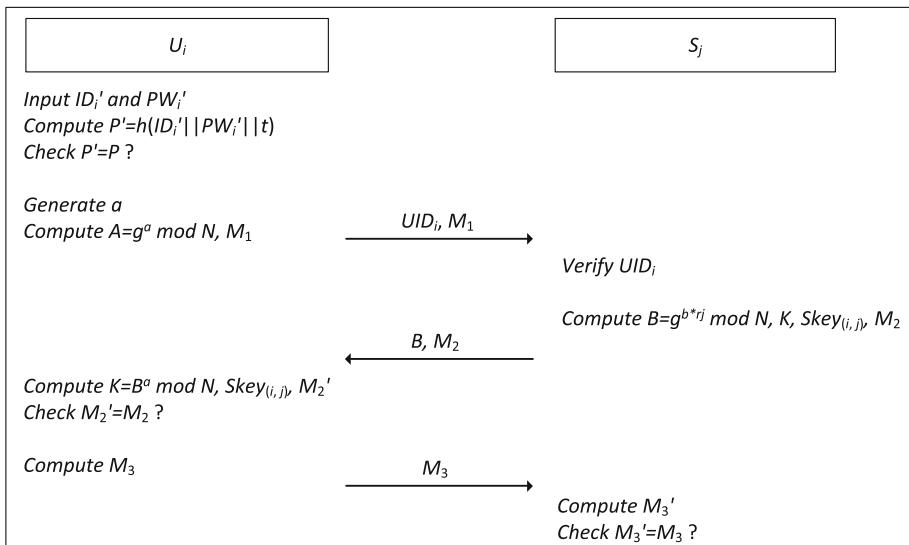 Uᵢ
Sⱼ
Input IDᵢ' and PWᵢ'
Compute P'=h(IDᵢ'||PWᵢ'||t)
Check P'=P ?
Generate a
Compute A=gᵃ mod N, M₁
UIDᵢ, M₁
Verify UIDᵢ
Compute B=g^{b*rj} mod N, K, Skey₍ᵢ, ⱼ₎, M₂
B, M₂
Compute K=Bᵃ mod N, Skey₍ᵢ, ⱼ₎, M₂'
Check M₂'=M₂ ?
Compute M₃
M₃
Compute M₃'
Check M₃'=M₃ ?